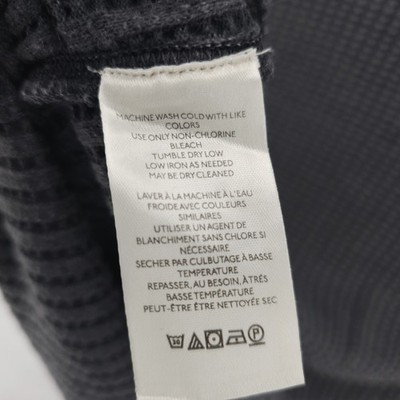 MACHINE WASH COLD WITH LIKE
COLORS
USE ONLY NON-CHLORINE
BLEACH
TUMBLE DRY LOW
LOW IRON AS NEEDED
MAY BE DRY CLEANED
LAVER À LA MACHINE À L'EAU
FROIDE AVEC COULEURS
SIMILAIRES
UTILISER UN AGENT DE
BLANCHIMENT SANS CHLORE SI
NÉCESSAIRE
SECHER PAR CULBUTAGE À BASSE
TEMPERATURE
REPASSER, AU BESOIN, À TRÈS
BASSE TEMPÉRATURE
PEUT-ÊTRE ÊTRE NETTOYÉE SEC